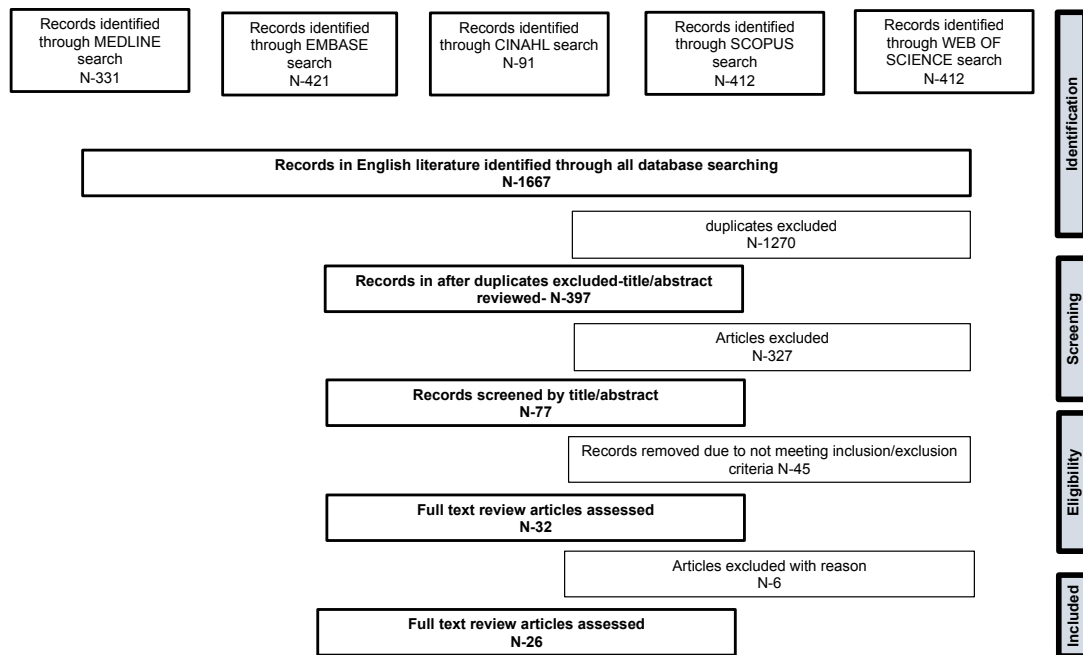 Records identified
through MEDLINE
search
N-331
Records identified
through EMBASE
search
N-421
Records identified
through CINAHL search
N-91
Records identified
through SCOPUS
search
N-412
Records identified
through WEB OF
SCIENCE search
N-412
Identification
Records in English literature identified through all database searching
N-1667
duplicates excluded
N-1270
Records in after duplicates excluded-title/abstract
reviewed- N-397
Screening
Articles excluded
N-327
Records screened by title/abstract
N-77
Records removed due to not meeting inclusion/exclusion
criteria N-45
Eligibility
Full text review articles assessed
N-32
Articles excluded with reason
N-6
Included
Full text review articles assessed
N-26